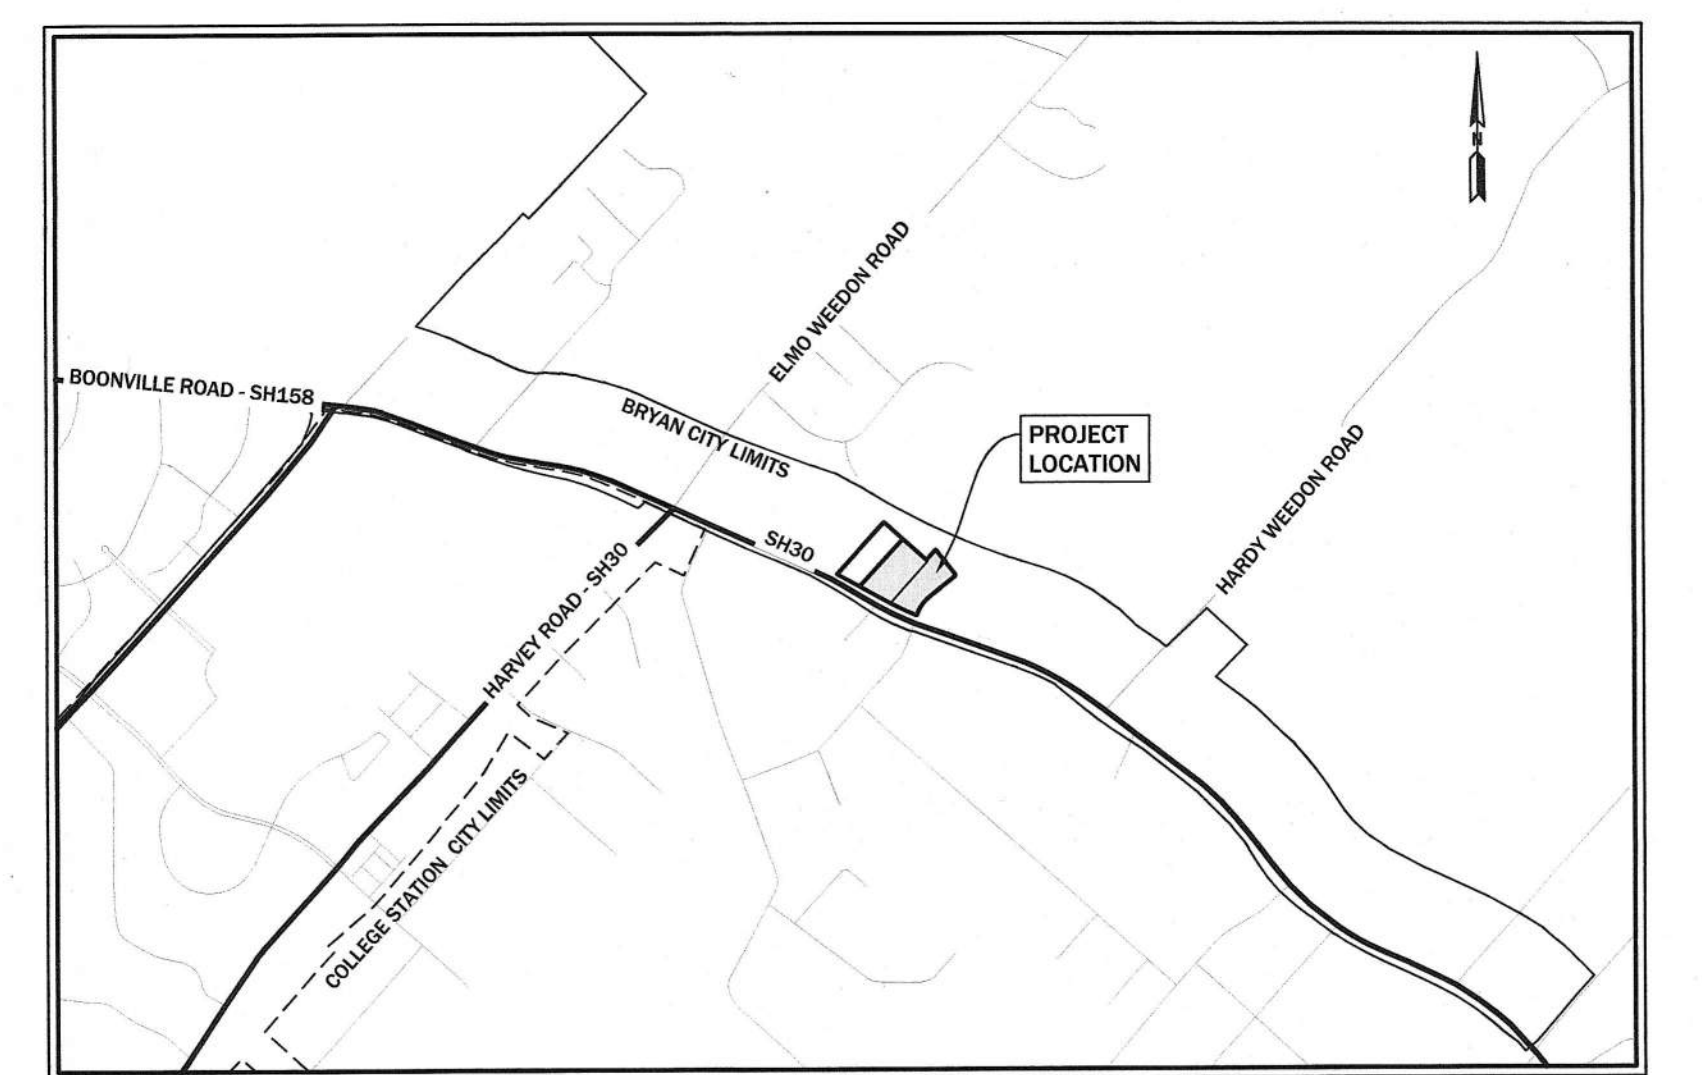 N
ELMO WEEDON ROAD
BOONVILLE ROAD - SH158
BRYAN CITY LIMITS
PROJECT
LOCATION
HARDY WEEDON ROAD
SH30
HARVEY ROAD - SH30
COLLEGE STATION CITY LIMITS